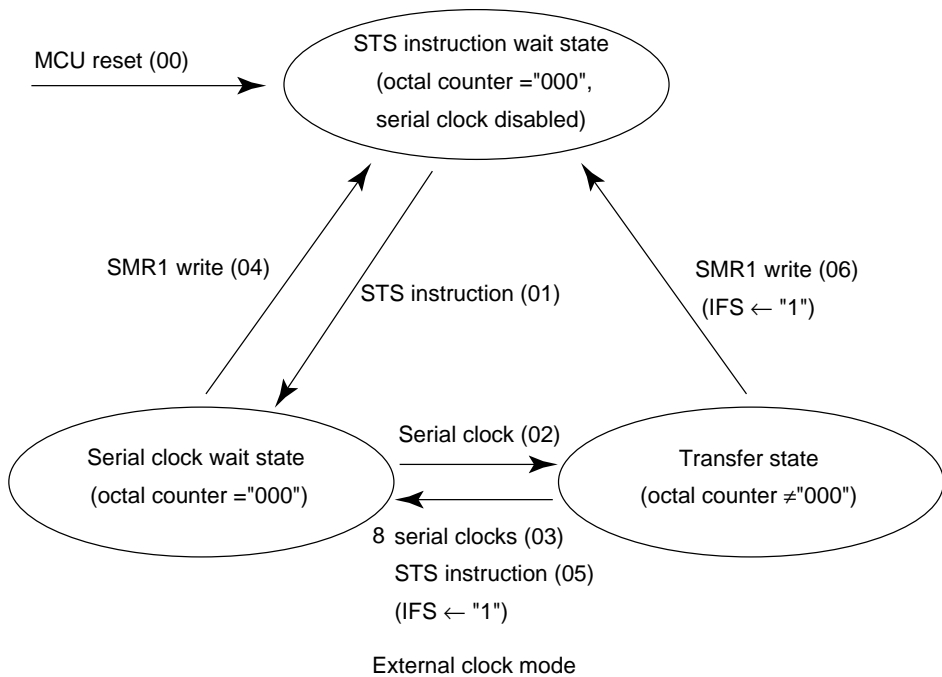 MCU reset (00)
STS instruction wait state
(octal counter ="000",
serial clock disabled)
SMR1 write (04)
STS instruction (01)
SMR1 write (06)
(IFS ← "1")
Serial clock wait state
(octal counter ="000")
Serial clock (02)
Transfer state
(octal counter ≠"000")
8 serial clocks (03)
STS instruction (05)
(IFS ← "1")
External clock mode